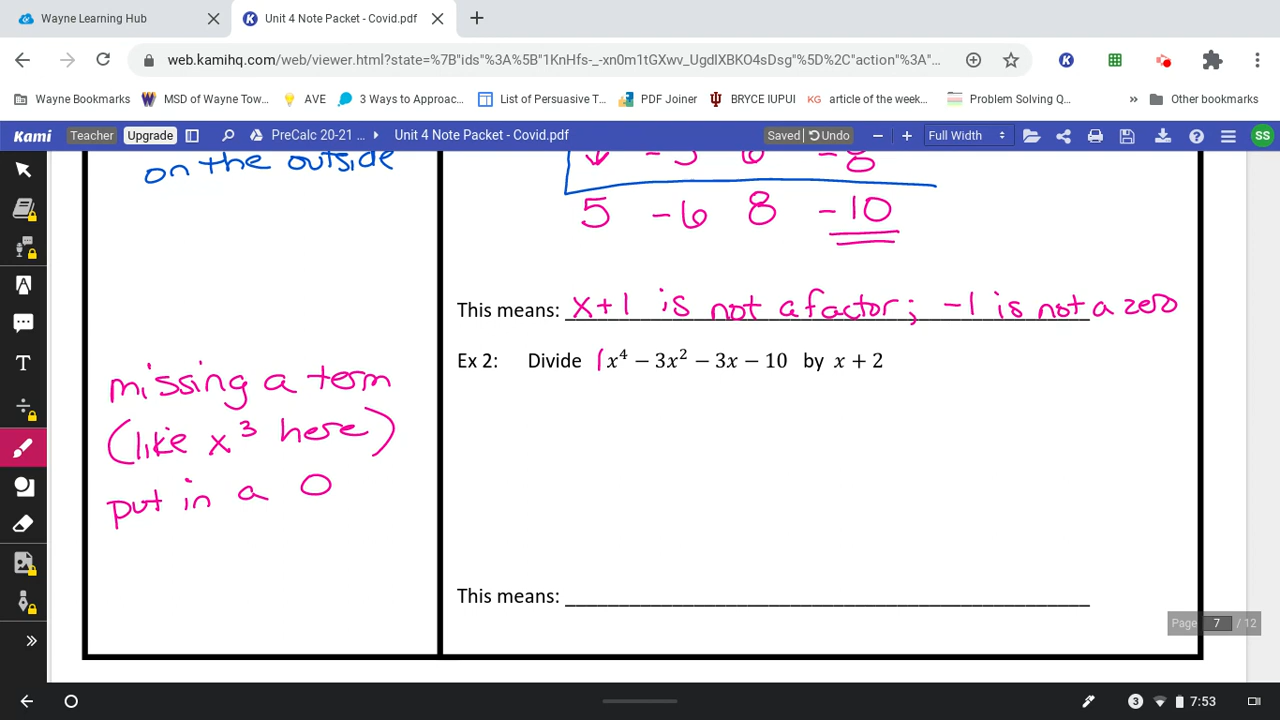 Wayne Learning Hub
Unit 4 Note Packet - Covid.pdf
web.kamihq.com/web/viewer.html?state=%7B"ids"%3A%5B"1KnHfs-_-xn0m1tGXwv_UgdIXBKO4sDsg"%5D%2C"action"%3A"...
Wayne Bookmarks MSD of Wayne Tow... AVE 3 Ways to Approac... List of Persuasive T... PDF Joiner BRYCE IUPUI KG article of the week... Problem Solving Q... » Other bookmarks
Kami Teacher Upgrade PreCalc 20-21 ... Unit 4 Note Packet - Covid.pdf Saved Undo Full Width SS
on the outside
5 -6 8 -10
This means: x+1 is not a factor; -1 is not a zero
Ex 2: Divide x⁴ − 3x² − 3x − 10 by x + 2
missing a term
(like x³ here)
put in a 0
This means: ____
Page 7 / 12
3 7:53